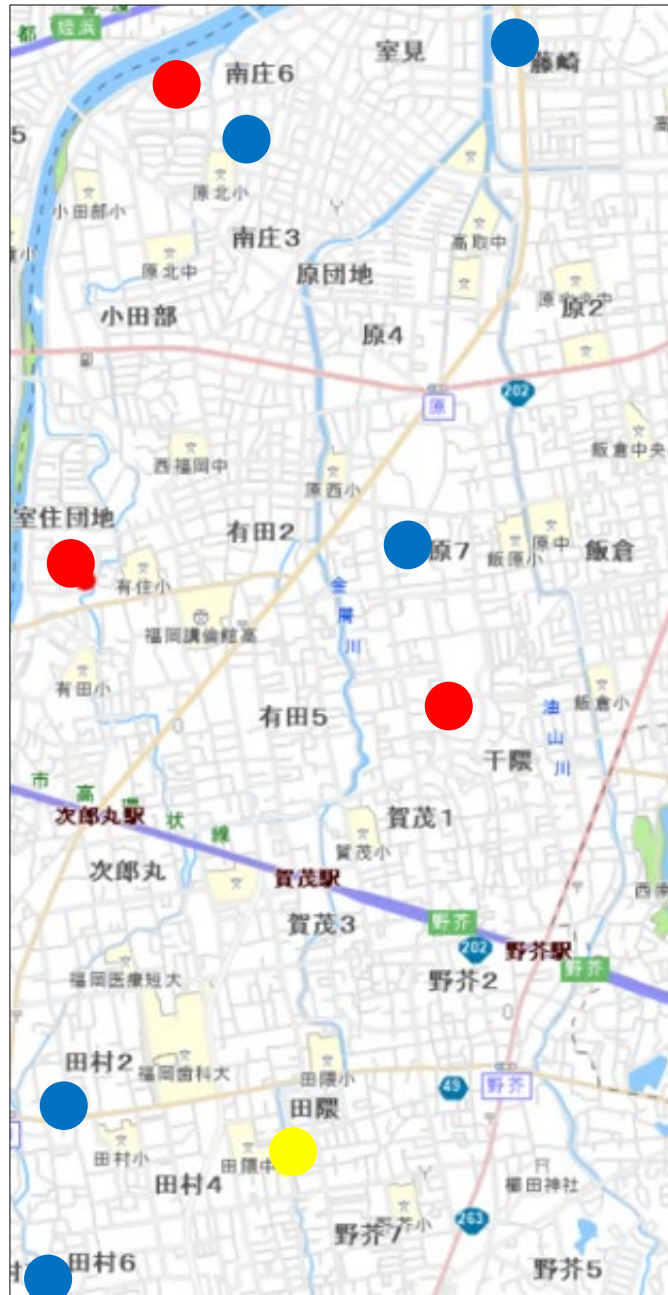 姪浜
室見
藤崎
南庄6
原北小
小田部小
南庄3
高取中
原北中
原団地
小田部
原2
原4
202
原
飯倉中央
西福岡中
原西小
室住団地
有田2
原7
飯原小
原中
飯倉
有住小
金屑川
福岡講倫館高
有田小
有田5
飯倉小
油山川
干隈
市高環状線
次郎丸駅
賀茂1
賀茂小
次郎丸
賀茂駅
賀茂3
野芥
202
野芥駅
野芥
福岡医療短大
野芥2
田村2
福岡歯科大
田隈小
49
野芥
田隈
田村小
田隈中
田村4
櫛田神社
野芥小
263
野芥7
田村6
野芥5